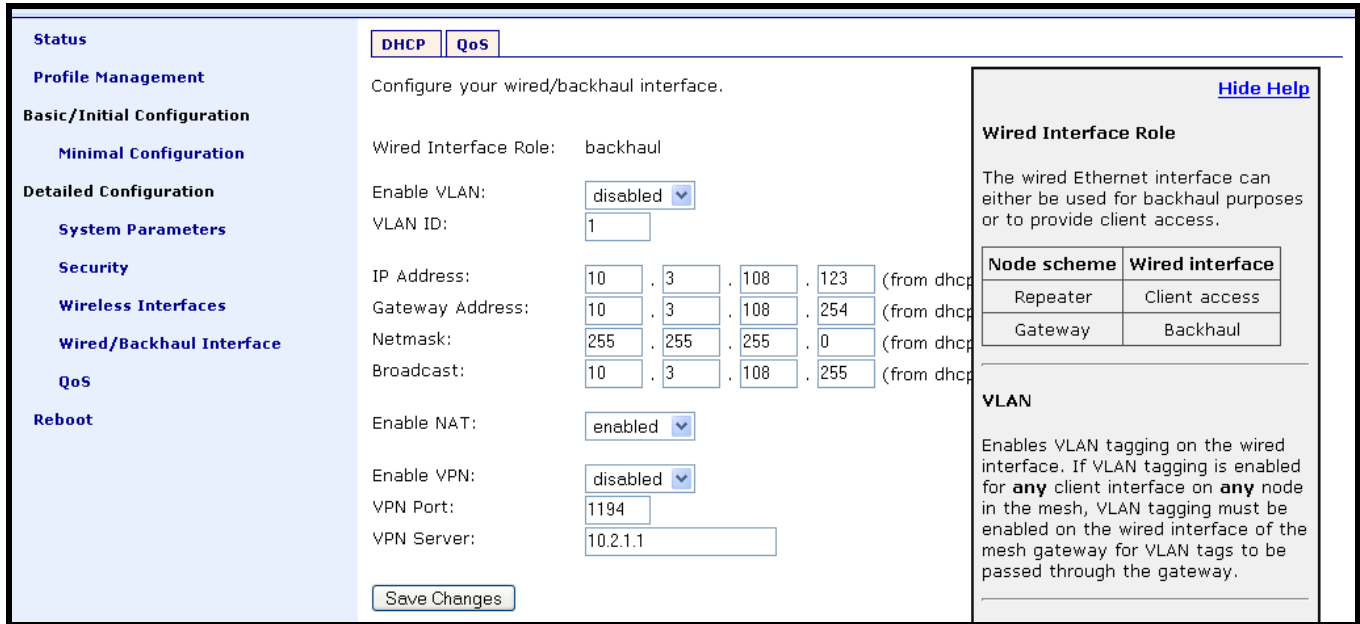 Status
Profile Management
Basic/Initial Configuration
Minimal Configuration
Detailed Configuration
System Parameters
Security
Wireless Interfaces
Wired/Backhaul Interface
QoS
Reboot
DHCP QoS
Configure your wired/backhaul interface.
Wired Interface Role: backhaul
Enable VLAN: disabled
VLAN ID: 1
IP Address: 10 . 3 . 108 . 123 (from dhcp
Gateway Address: 10 . 3 . 108 . 254 (from dhcp
Netmask: 255 . 255 . 255 . 0 (from dhcp
Broadcast: 10 . 3 . 108 . 255 (from dhcp
Enable NAT: enabled
Enable VPN: disabled
VPN Port: 1194
VPN Server: 10.2.1.1
Save Changes
Hide Help
Wired Interface Role
The wired Ethernet interface can
either be used for backhaul purposes
or to provide client access.
Node scheme Wired interface
Repeater Client access
Gateway Backhaul
VLAN
Enables VLAN tagging on the wired
interface. If VLAN tagging is enabled
for any client interface on any node
in the mesh, VLAN tagging must be
enabled on the wired interface of the
mesh gateway for VLAN tags to be
passed through the gateway.